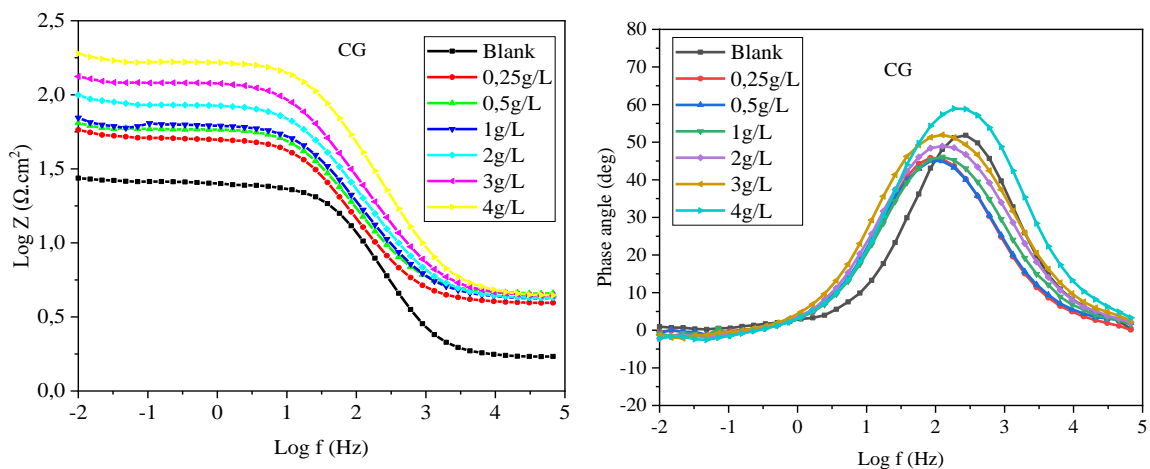 2,5
2,0
1,5
1,0
0,5
0,0
-2
-1
0
1
2
3
4
5
Log Z (Ω.cm²)
Log f (Hz)
CG
Blank
0,25g/L
0,5g/L
1g/L
2g/L
3g/L
4g/L
80
70
60
50
40
30
20
10
0
-10
-20
-2
-1
0
1
2
3
4
5
Phase angle (deg)
Log f (Hz)
CG
Blank
0,25g/L
0,5g/L
1g/L
2g/L
3g/L
4g/L